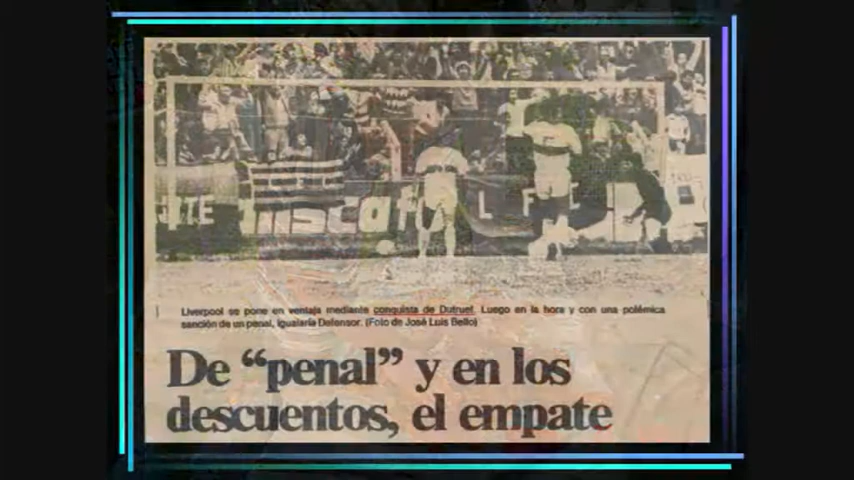 L F C
Liverpool se pone en ventaja mediante conquista de Dutruel. Luego en la hora y con una polémica
sanción de un penal, igualaría Defensor. (Foto de José Luis Bello)
De “penal” y en los
descuentos, el empate